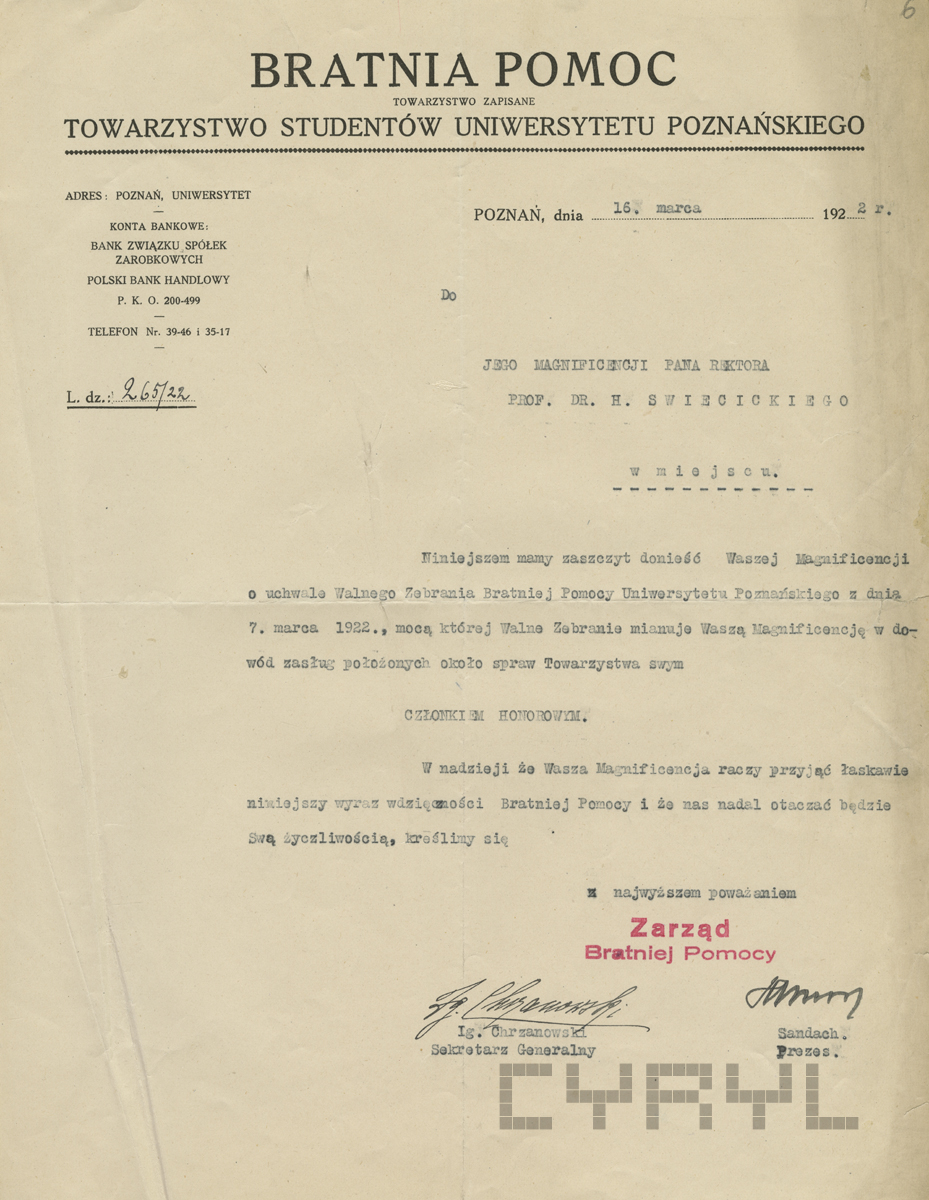 6
BRATNIA POMOC
TOWARZYSTWO ZAPISANE
TOWARZYSTWO STUDENTÓW UNIWERSYTETU POZNAŃSKIEGO
ADRES: POZNAŃ, UNIWERSYTET
KONTA BANKOWE:
BANK ZWIĄZKU SPÓŁEK
ZAROBKOWYCH
POLSKI BANK HANDLOWY
P. K. O. 200-499
TELEFON Nr. 39-46 i 35-17
L. dz.: 265/22
POZNAŃ, dnia 16. marca 1922 r.
Do
JEGO MAGNIFICENCJI PANA REKTORA
PROF. DR. H. SWIECICKIEGO
w miejscu.
Niniejszem mamy zaszczyt donieść Waszej Magnificencji
o uchwale Walnego Zebrania Bratniej Pomocy Uniwersytetu Poznańskiego z dnia
7. marca 1922., mocą której Walne Zebranie mianuje Waszą Magnificencję w do-
wód zasług położonych około spraw Towarzystwa swym
CZŁONKIEM HONOROWYM.
W nadzieji że Wasza Magnificencja raczy przyjąć łaskawie
niniejszy wyraz wdzięczności Bratniej Pomocy i że nas nadal otaczać będzie
Swą życzliwością, kreślimy się
z najwyższem poważaniem
Zarząd
Bratniej Pomocy
Ig. Chrzanowski
Ig. Chrzanowski
Sekretarz Generalny
Sandach.
Prezes.
CYRYL